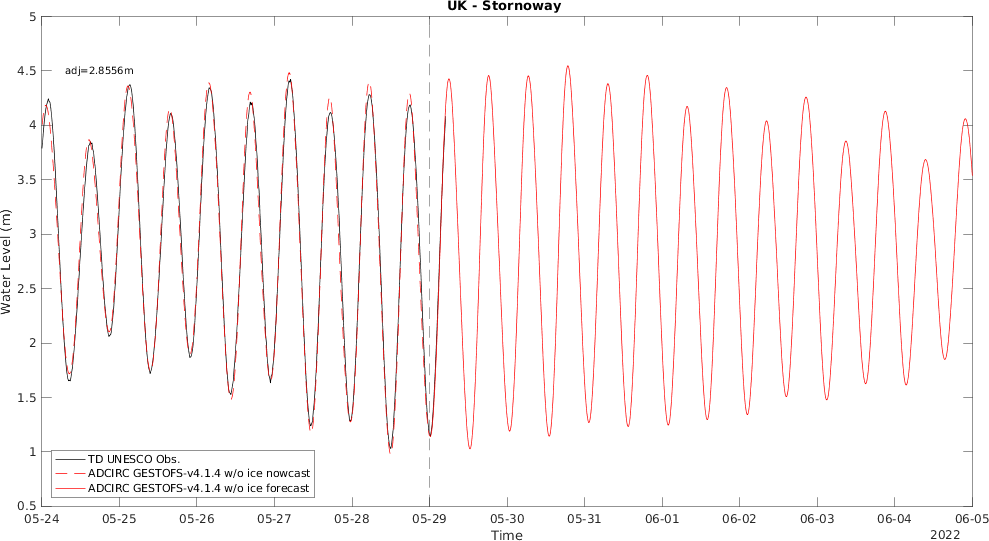 UK - Stornoway
adj=2.8556m
Water Level (m)
5
4.5
4
3.5
3
2.5
2
1.5
1
0.5
TD UNESCO Obs.
ADCIRC GESTOFS-v4.1.4 w/o ice nowcast
ADCIRC GESTOFS-v4.1.4 w/o ice forecast
05-24 05-25 05-26 05-27 05-28 05-29 05-30 05-31 06-01 06-02 06-03 06-04 06-05
Time
2022